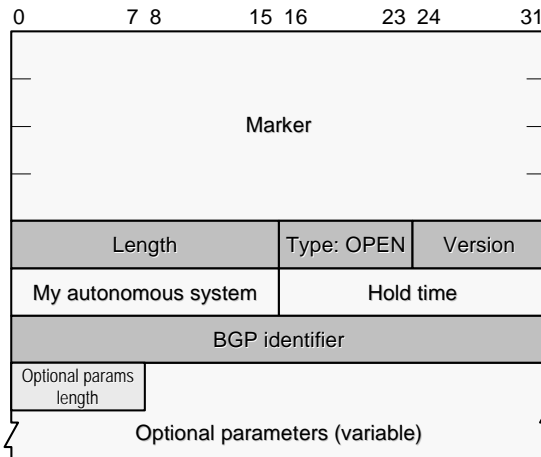 0 7 8 15 16 23 24 31
Marker
Length Type: OPEN Version
My autonomous system Hold time
BGP identifier
Optional params
length
Optional parameters (variable)